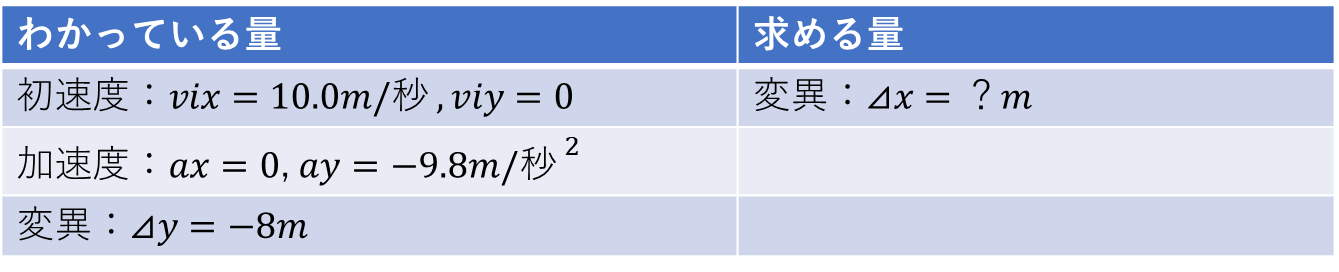 わかっている量 求める量
初速度：vix = 10.0m/秒 , viy = 0 変異：⊿x = ？m
加速度：ax = 0, ay = −9.8m/秒²
変異：⊿y = −8m